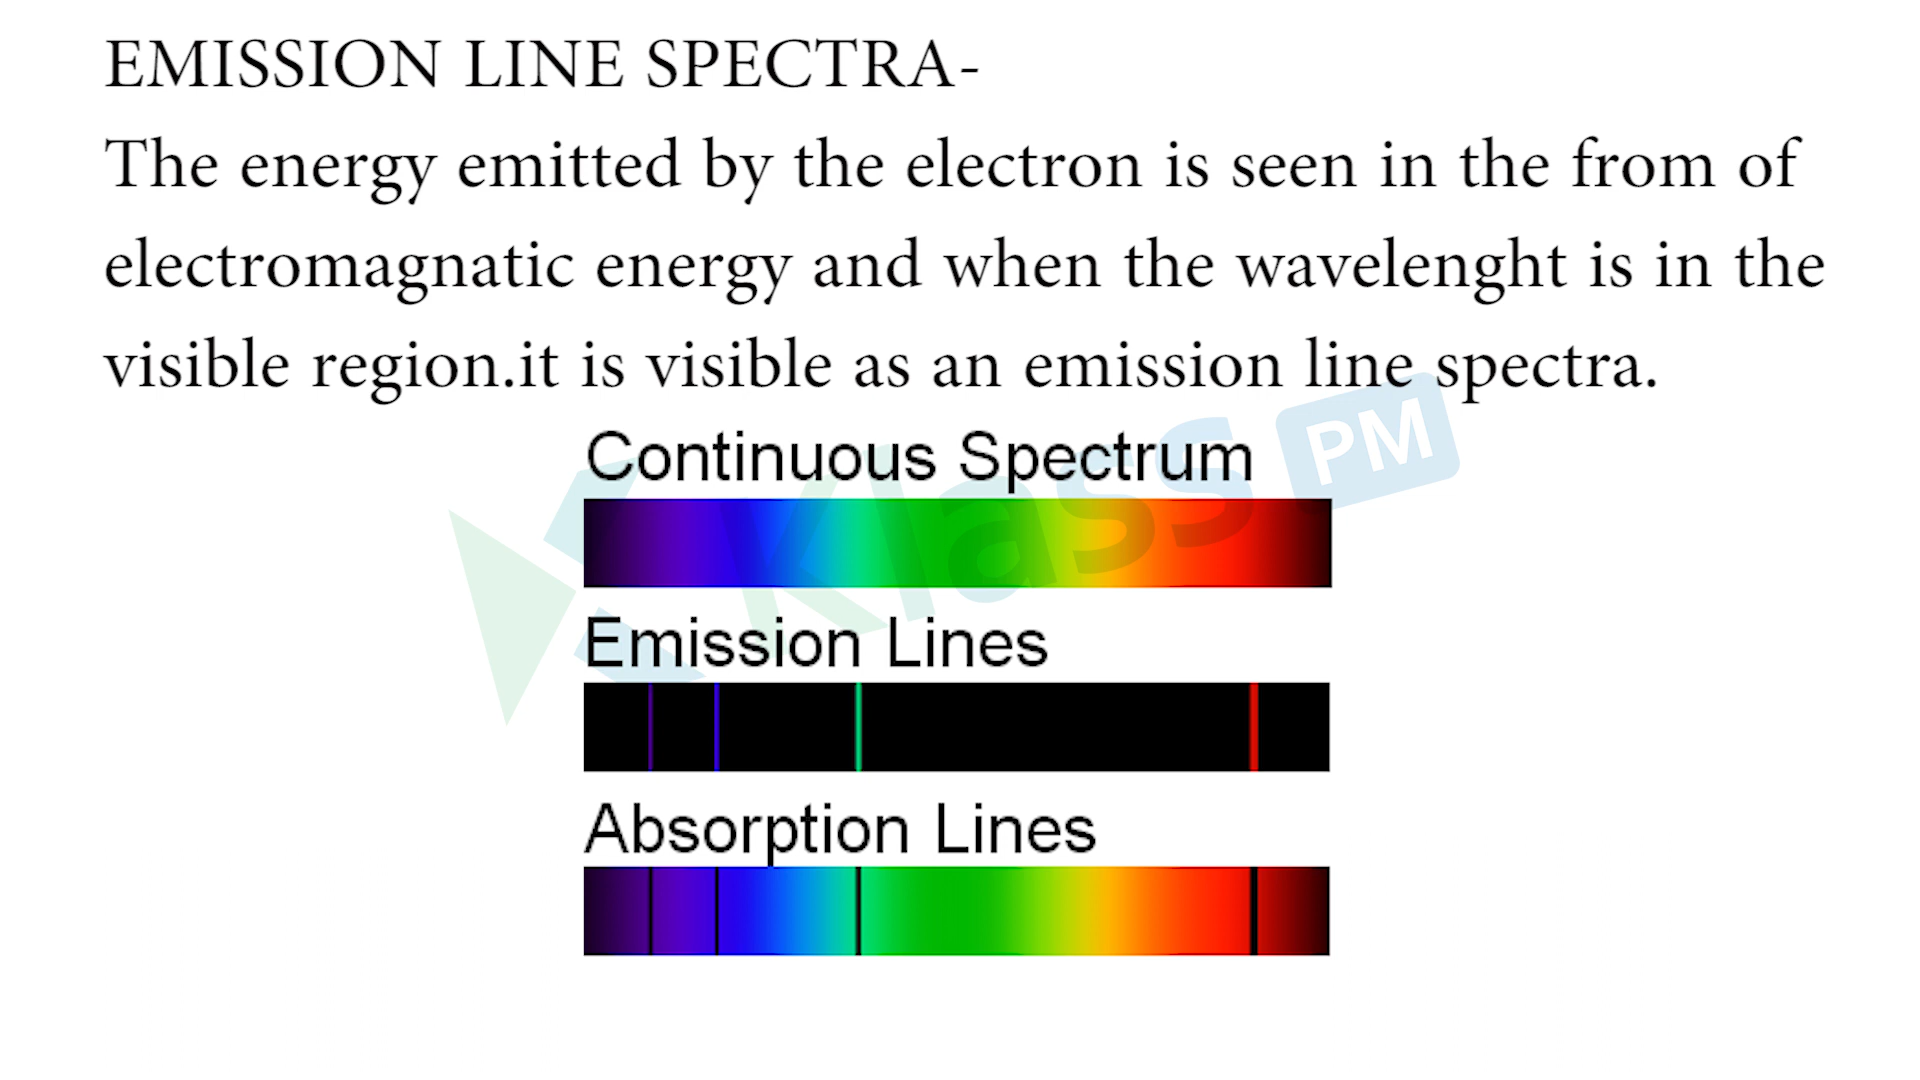 EMISSION LINE SPECTRA-
The energy emitted by the electron is seen in the from of
electromagnatic energy and when the wavelenght is in the
visible region.it is visible as an emission line spectra.
Continuous Spectrum
Klass PM
Emission Lines
Absorption Lines